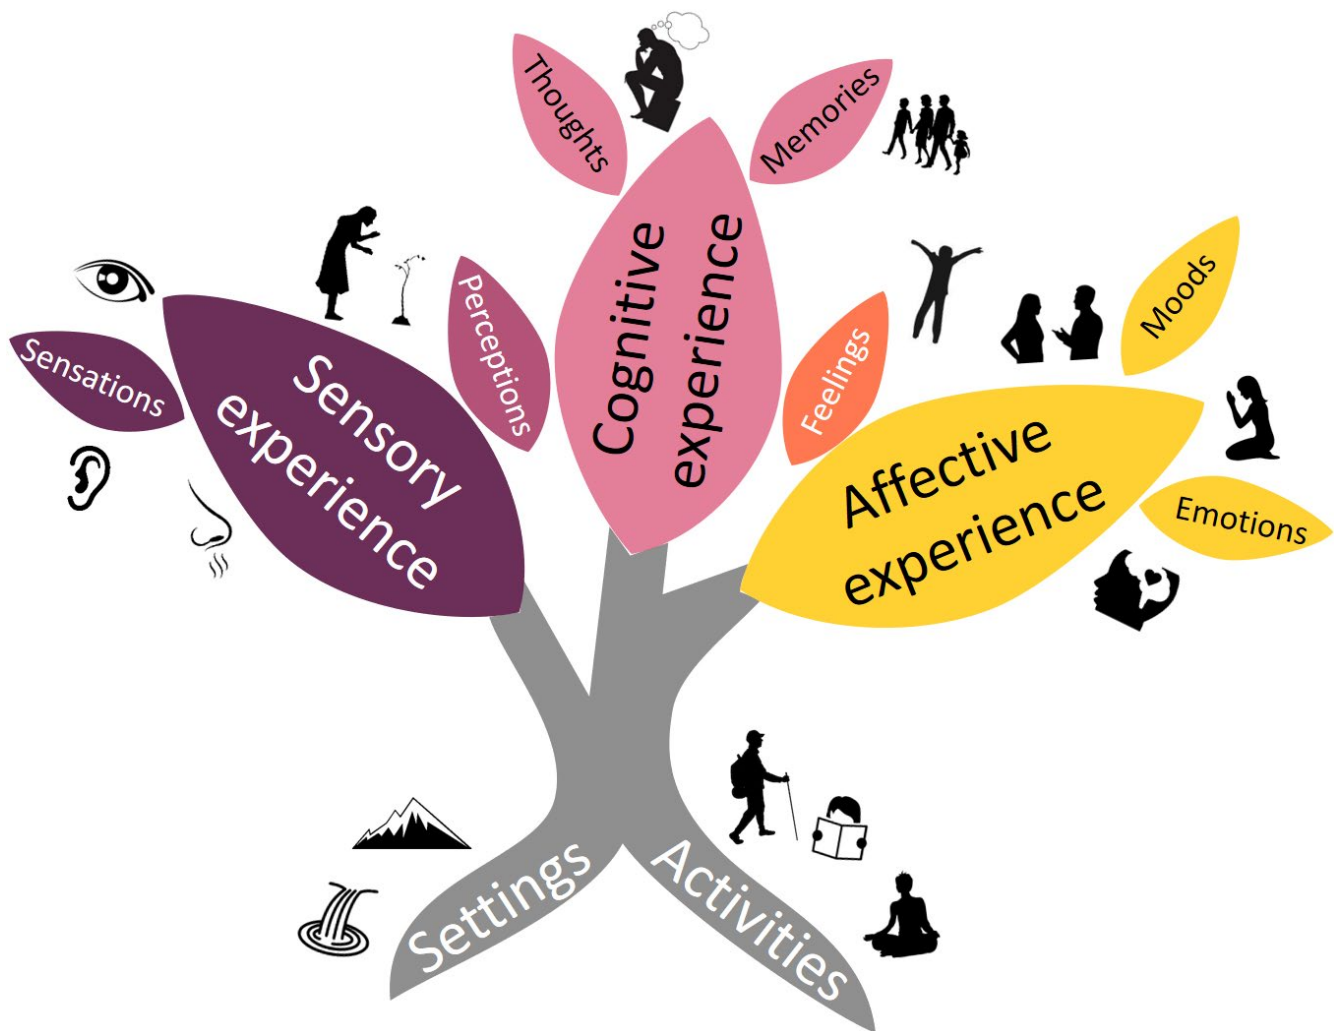 Thoughts
Memories
Cognitive
experience
Perceptions
Feelings
Moods
Sensations
Sensory
experience
Affective
experience
Emotions
Settings
Activities